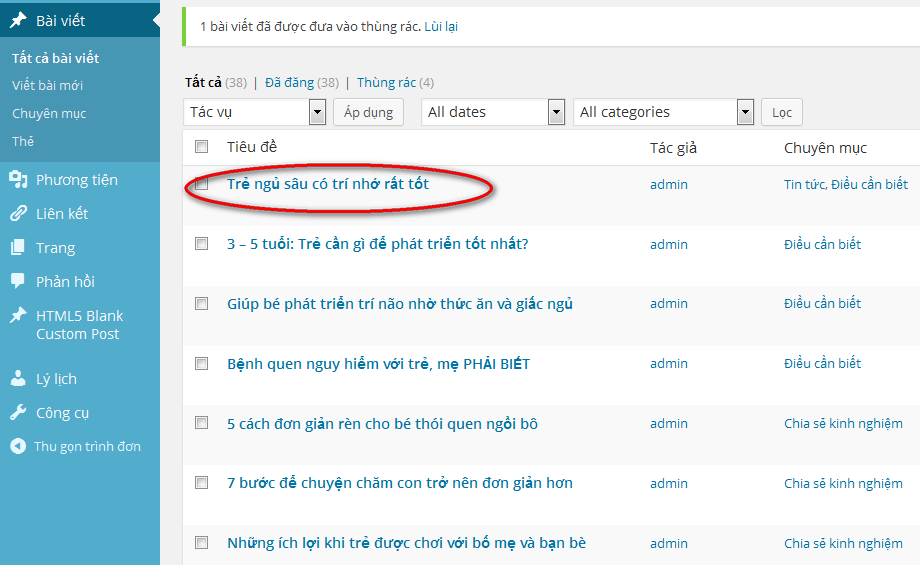 Bài viết
Tất cả bài viết
Viết bài mới
Chuyên mục
Thẻ
Phương tiện
Liên kết
Trang
Phản hồi
HTML5 Blank
Custom Post
Lý lịch
Công cụ
Thu gọn trình đơn
1 bài viết đã được đưa vào thùng rác. Lùi lại
Tất cả (38) | Đã đăng (38) | Thùng rác (4)
Tác vụ Áp dụng All dates All categories Lọc
Tiêu đề Tác giả Chuyên mục
Trẻ ngủ sâu có trí nhớ rất tốt admin Tin tức, Điều cần biết
3 – 5 tuổi: Trẻ cần gì để phát triển tốt nhất? admin Điều cần biết
Giúp bé phát triển trí não nhờ thức ăn và giấc ngủ admin Điều cần biết
Bệnh quen nguy hiểm với trẻ, mẹ PHẢI BIẾT admin Điều cần biết
5 cách đơn giản rèn cho bé thói quen ngồi bô admin Chia sẻ kinh nghiệm
7 bước để chuyện chăm con trở nên đơn giản hơn admin Chia sẻ kinh nghiệm
Những ích lợi khi trẻ được chơi với bố mẹ và bạn bè admin Chia sẻ kinh nghiệm